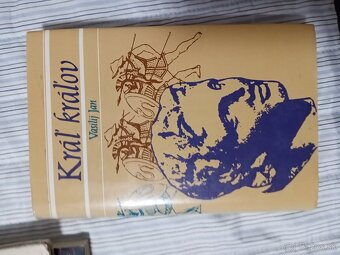 Kráľ kráľov
Vasilij Jan